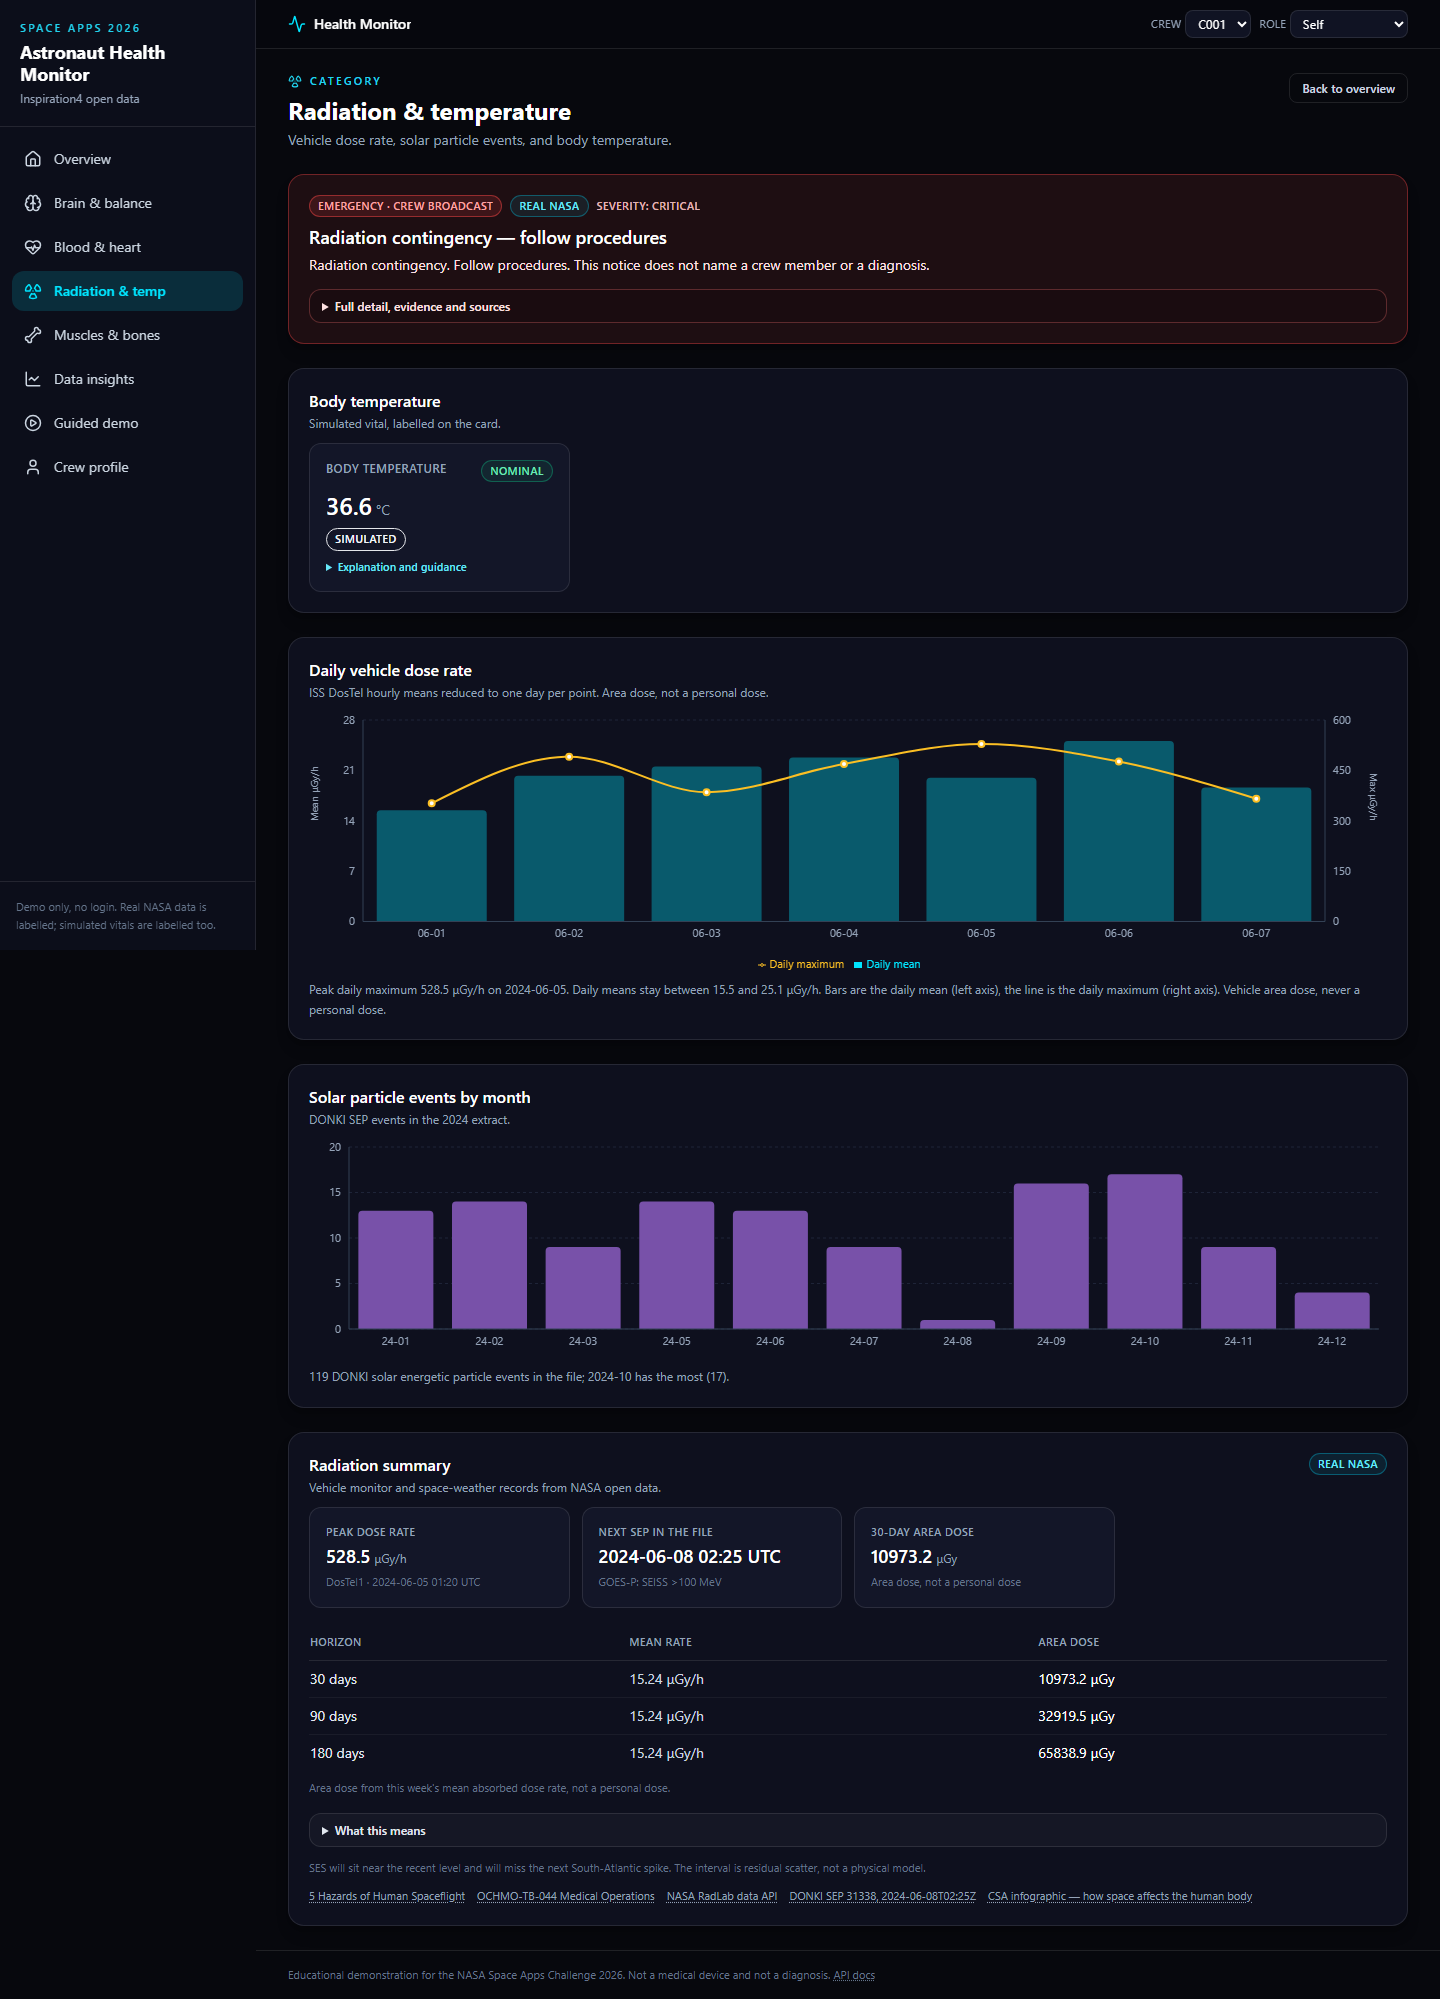 SPACE APPS 2026
Astronaut Health
Monitor
Inspiration4 open data
Overview
Brain & balance
Blood & heart
Radiation & temp
Muscles & bones
Data insights
Guided demo
Crew profile
Demo only, no login. Real NASA data is
labelled; simulated vitals are labelled too.
Health Monitor
CREW C001 ROLE Self
CATEGORY
Radiation & temperature
Vehicle dose rate, solar particle events, and body temperature.
Back to overview
EMERGENCY · CREW BROADCAST REAL NASA SEVERITY: CRITICAL
Radiation contingency — follow procedures
Radiation contingency. Follow procedures. This notice does not name a crew member or a diagnosis.
Full detail, evidence and sources
Body temperature
Simulated vital, labelled on the card.
BODY TEMPERATURE NOMINAL
36.6 °C
SIMULATED
Explanation and guidance
Daily vehicle dose rate
ISS DosTel hourly means reduced to one day per point. Area dose, not a personal dose.
28 600
21 450
14 300
7 150
0 0
Mean µGy/h
Max µGy/h
06-01 06-02 06-03 06-04 06-05 06-06 06-07
Daily maximum Daily mean
Peak daily maximum 528.5 µGy/h on 2024-06-05. Daily means stay between 15.5 and 25.1 µGy/h. Bars are the daily mean (left axis), the line is the daily maximum (right axis). Vehicle area dose, never a
personal dose.
Solar particle events by month
DONKI SEP events in the 2024 extract.
20
15
10
5
0
24-01 24-02 24-03 24-05 24-06 24-07 24-08 24-09 24-10 24-11 24-12
119 DONKI solar energetic particle events in the file; 2024-10 has the most (17).
Radiation summary
REAL NASA
Vehicle monitor and space-weather records from NASA open data.
PEAK DOSE RATE
528.5 µGy/h
DosTel1 · 2024-06-05 01:20 UTC
NEXT SEP IN THE FILE
2024-06-08 02:25 UTC
GOES-P: SEISS >100 MeV
30-DAY AREA DOSE
10973.2 µGy
Area dose, not a personal dose
HORIZON MEAN RATE AREA DOSE
30 days 15.24 µGy/h 10973.2 µGy
90 days 15.24 µGy/h 32919.5 µGy
180 days 15.24 µGy/h 65838.9 µGy
Area dose from this week's mean absorbed dose rate, not a personal dose.
What this means
SES will sit near the recent level and will miss the next South-Atlantic spike. The interval is residual scatter, not a physical model.
5 Hazards of Human Spaceflight OCHMO-TB-044 Medical Operations NASA RadLab data API DONKI SEP 31338, 2024-06-08T02:25Z CSA infographic — how space affects the human body
Educational demonstration for the NASA Space Apps Challenge 2026. Not a medical device and not a diagnosis. API docs